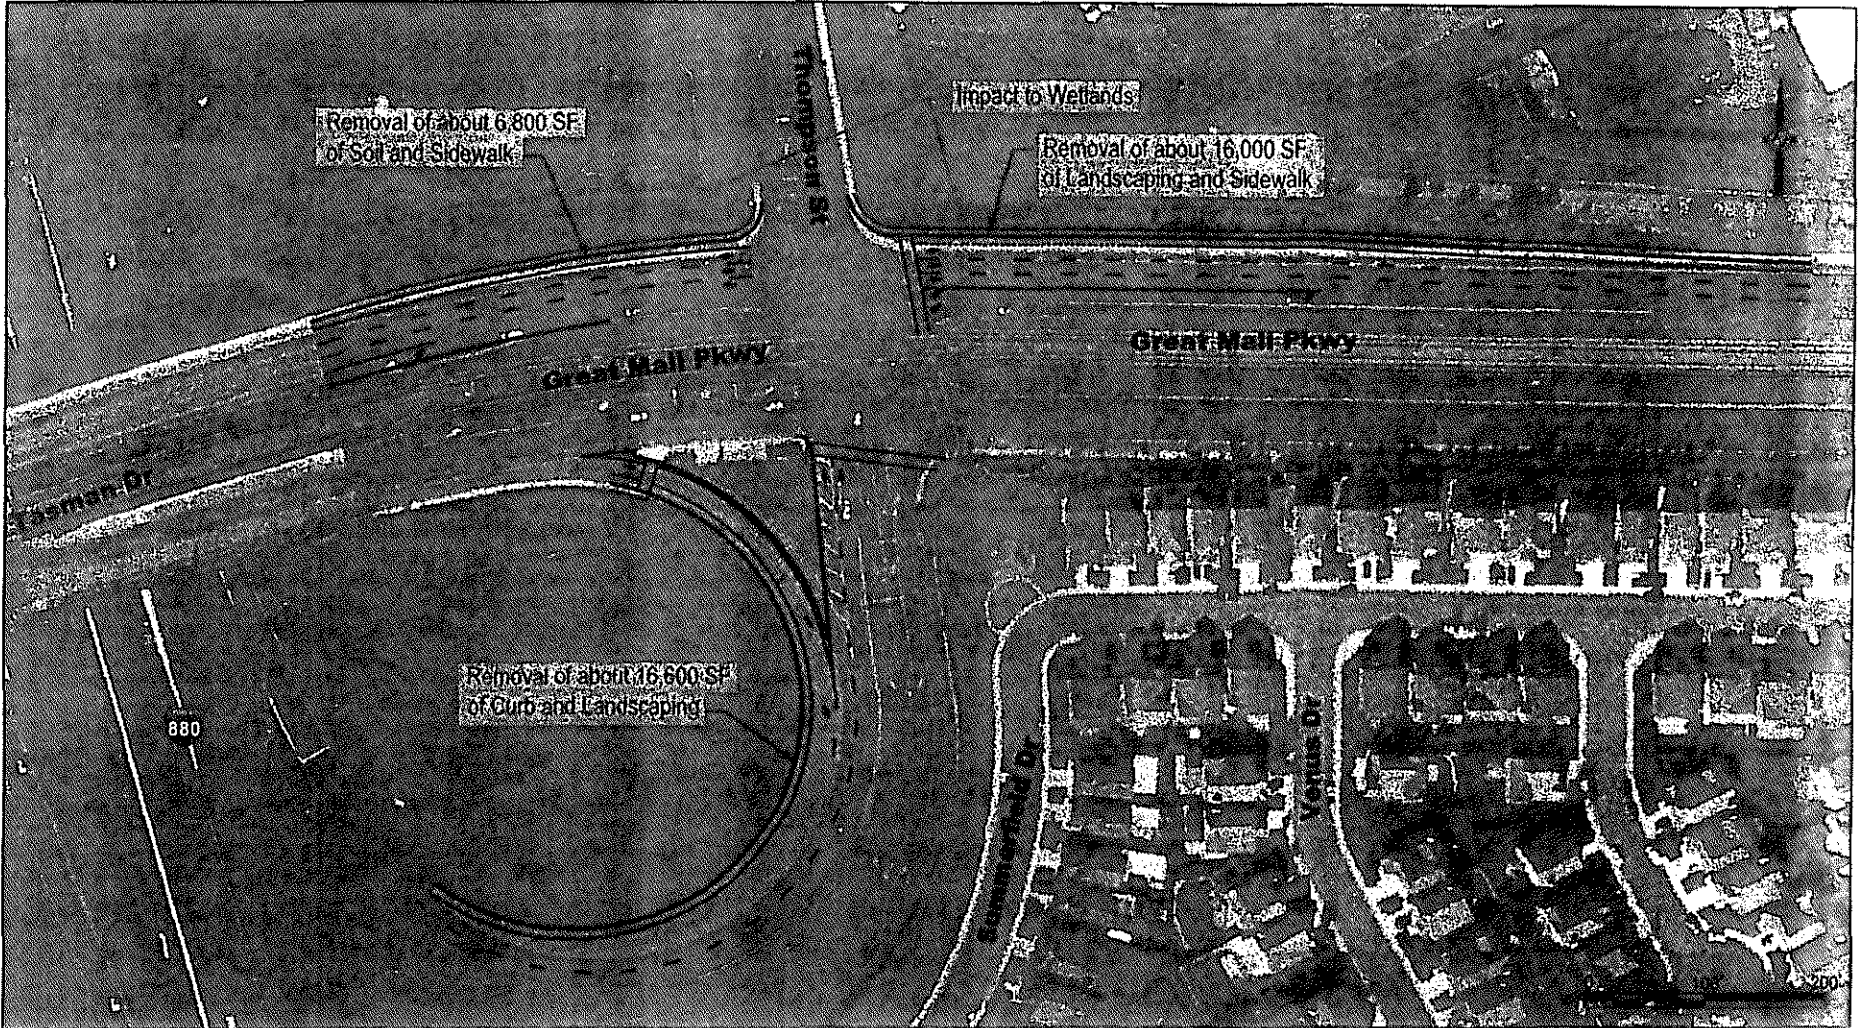 Thompson St
Impact to Wetlands
Removal of about 6,800 SF
of Soil and Sidewalk
Removal of about 16,000 SF
of Landscaping and Sidewalk
Great Mall Pkwy
Great Mall Pkwy
Tasman Dr
Removal of about 16,600 SF
of Curb and Landscaping
880
Venus Dr
200